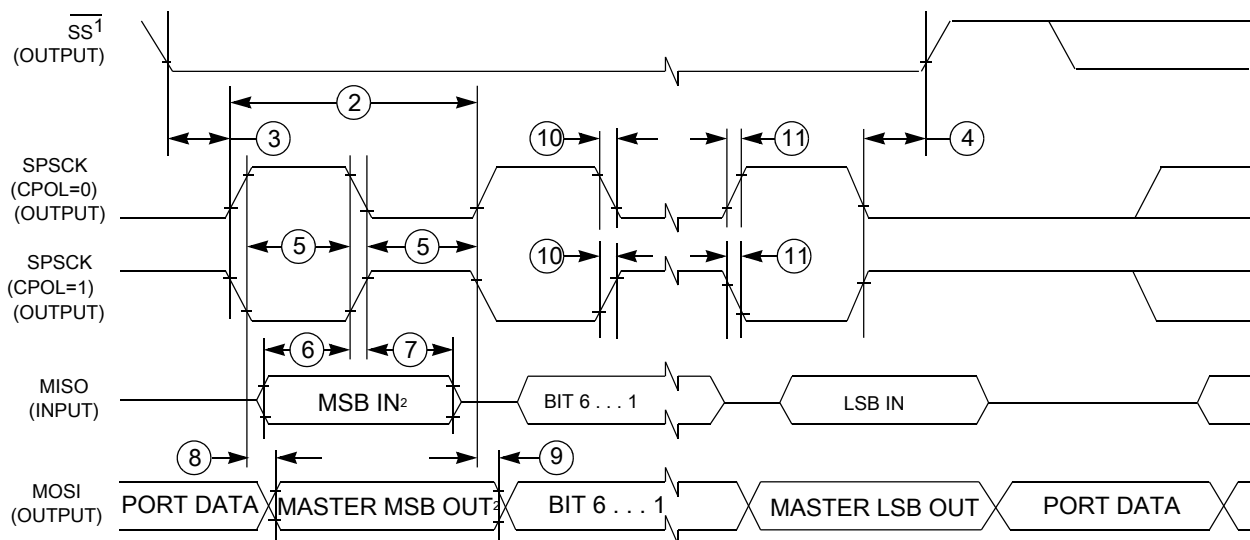 SS1
(OUTPUT)
2
3
10
11
4
SPSCK
(CPOL=0)
(OUTPUT)
5
5
SPSCK
(CPOL=1)
(OUTPUT)
10
11
6
7
MISO
(INPUT)
MSB IN2
BIT 6 . . . 1
LSB IN
8
9
MOSI
(OUTPUT)
PORT DATA
MASTER MSB OUT2
BIT 6 . . . 1
MASTER LSB OUT
PORT DATA